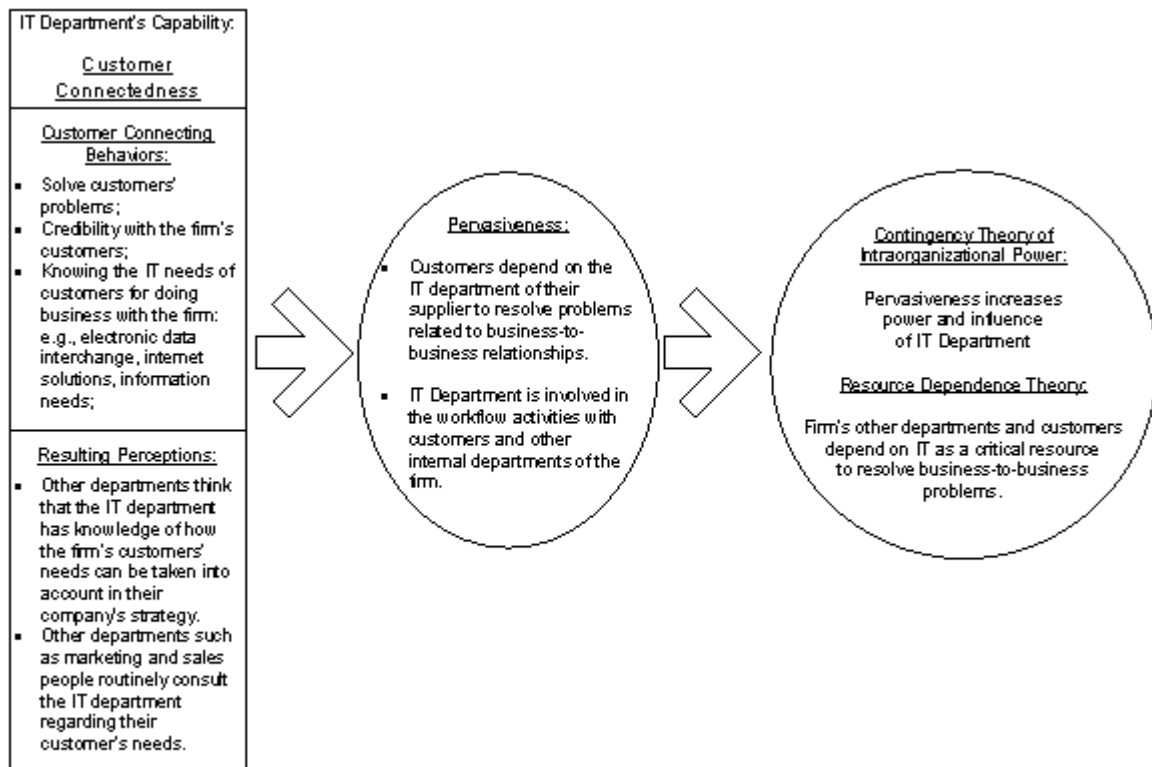 IT Department's Capability:
Customer
Connectedness
Customer Connecting
Behaviors:
▪ Solve customers'
problems;
▪ Credibility with the firm's
customers;
▪ Knowing the IT needs of
customers for doing
business with the firm:
e.g., electronic data
interchange, internet
solutions, information
needs;
Resulting Perceptions:
▪ Other departments think
that the IT department
has knowledge of how
the firm's customers'
needs can be taken into
account in their
company's strategy.
▪ Other departments such
as marketing and sales
people routinely consult
the IT department
regarding their
customer's needs.
Pervasiveness:
▪ Customers depend on the
IT department of their
supplier to resolve problems
related to business-to-
business relationships.
▪ IT Department is involved in
the workflow activities with
customers and other
internal departments of the
firm.
Contingency Theory of
Intraorganizational Power:
Pervasiveness increases
power and influence
of IT Department
Resource Dependence Theory:
Firm's other departments and customers
depend on IT as a critical resource
to resolve business-to-business
problems.